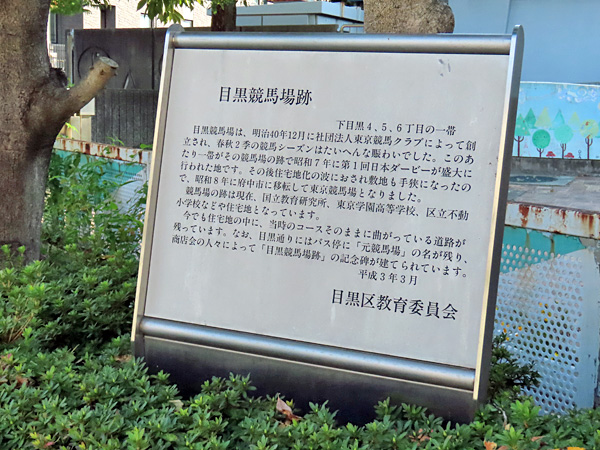 目黒競馬場跡
下目黒4、5、6丁目の一帯
目黒競馬場は、明治40年12月に社団法人東京競馬クラブによって創
立され、春秋2季の競馬シーズンはたいへんな賑わいでした。このあ
たり一帯がその競馬場の跡で昭和7年に第1回日本ダービーが盛大に
行われた地です。その後住宅地化の波におされ敷地も手狭になったの
で、昭和8年に府中市に移転して東京競馬場となりました。
競馬場の跡は現在、国立教育研究所、東京学園高等学校、区立不動
小学校などや住宅地となっています。
今でも住宅地の中に、当時のコースそのままに曲がっている道路が
残っています。なお、目黒通りにはバス停に「元競馬場」の名が残り、
商店会の人々によって「目黒競馬場跡」の記念碑が建てられています。
平成3年3月
目黒区教育委員会